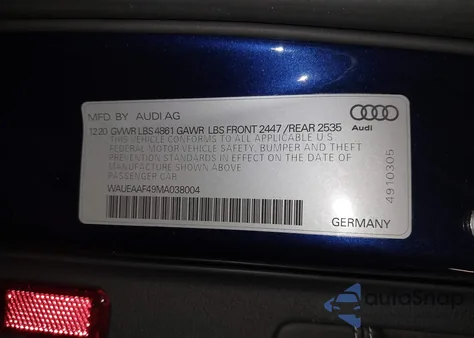 MFD. BY AUDI AG
12 20 GVWR LBS 4861 GAWR LBS FRONT 2447 /REAR 2535
THIS VEHICLE CONFORMS TO ALL APPLICABLE U.S.
FEDERAL MOTOR VEHICLE SAFETY, BUMPER, AND THEFT
PREVENTION STANDARDS IN EFFECT ON THE DATE OF
MANUFACTURE SHOWN ABOVE
PASSENGER CAR
WAUEAAF49MA038004
Audi
4910305
GERMANY
autoSnap